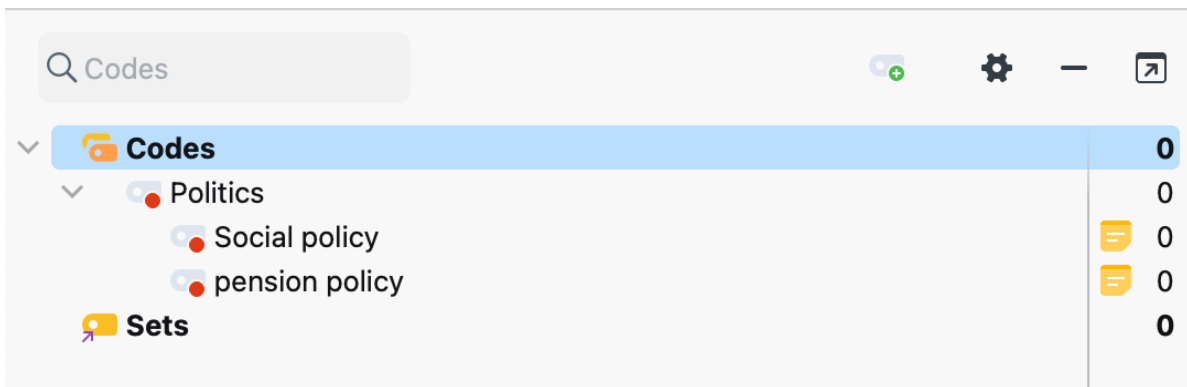 Codes
Codes 0
Politics 0
Social policy 0
pension policy 0
Sets 0